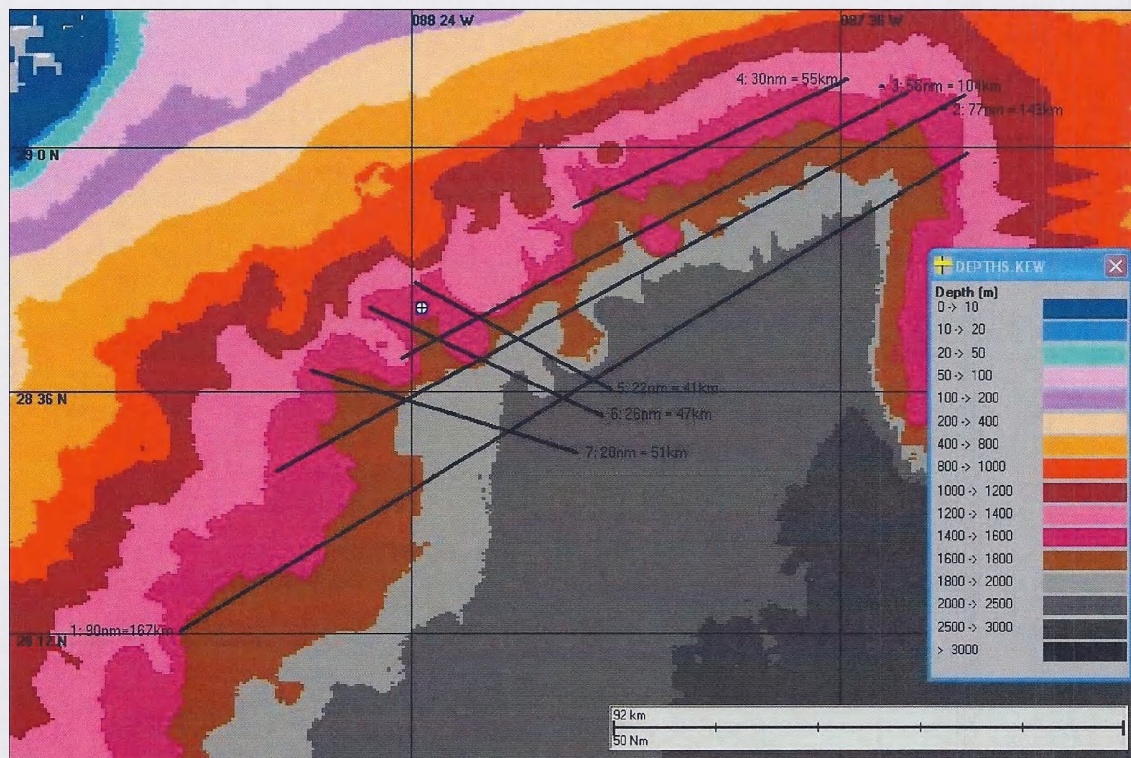 088 24 W
087 36 W
4: 30nm = 55km
3: 56nm = 104km
2: 77nm = 143km
29 0 N
DEPTHS.KEW
Depth (m)
0 -> 10
10 -> 20
20 -> 50
50 -> 100
100 -> 200
200 -> 400
400 -> 800
800 -> 1000
1000 -> 1200
1200 -> 1400
1400 -> 1600
1600 -> 1800
1800 -> 2000
2000 -> 2500
2500 -> 3000
> 3000
28 36 N
5: 22nm = 41km
6: 26nm = 47km
7: 28nm = 51km
1: 90nm=167km
28 12 N
92 km
50 Nm